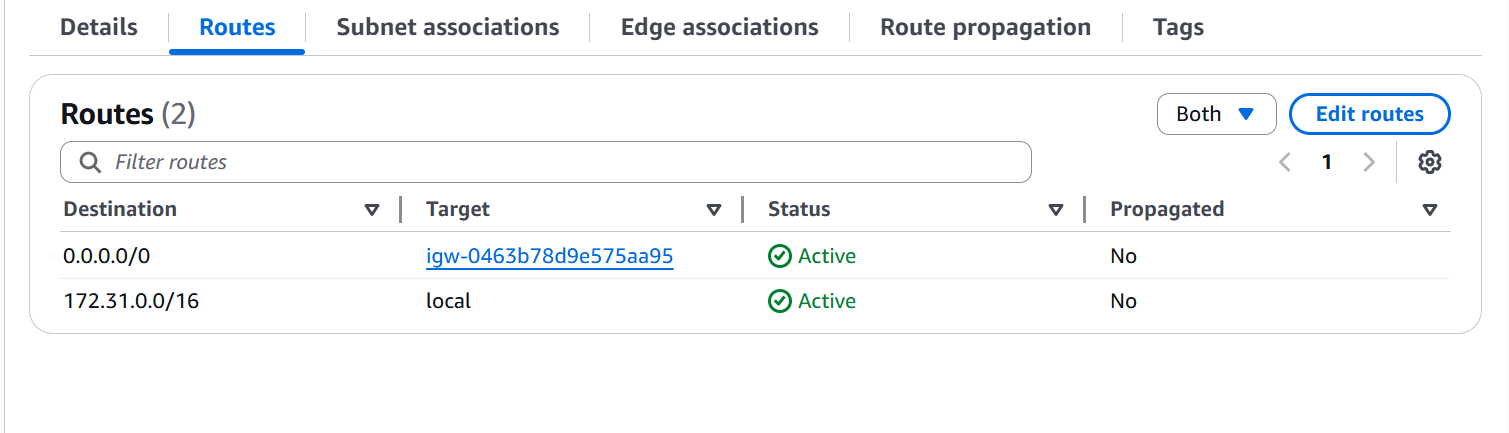 Details Routes Subnet associations Edge associations Route propagation Tags
Routes (2) Both Edit routes
Filter routes 1
Destination Target Status Propagated
0.0.0.0/0 igw-0463b78d9e575aa95 Active No
172.31.0.0/16 local Active No